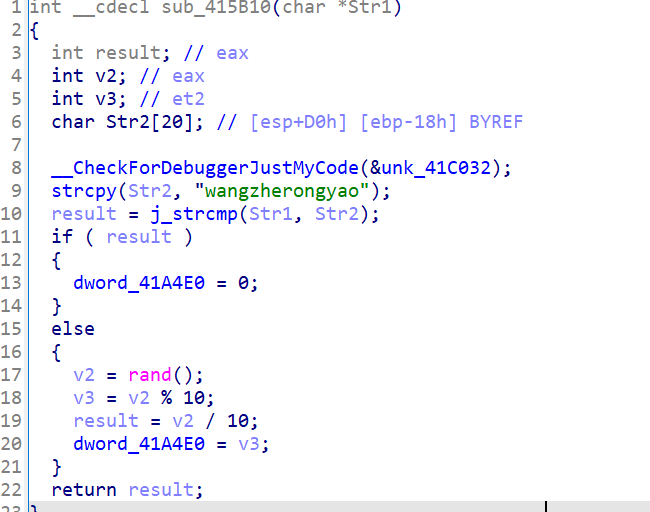 1 int __cdecl sub_415B10(char *Str1)
2 {
3   int result; // eax
4   int v2; // eax
5   int v3; // et2
6   char Str2[20]; // [esp+D0h] [ebp-18h] BYREF
7
8   __CheckForDebuggerJustMyCode(&unk_41C032);
9   strcpy(Str2, "wangzherongyao");
10   result = j_strcmp(Str1, Str2);
11   if ( result )
12   {
13     dword_41A4E0 = 0;
14   }
15   else
16   {
17     v2 = rand();
18     v3 = v2 % 10;
19     result = v2 / 10;
20     dword_41A4E0 = v3;
21   }
22   return result;
23 }